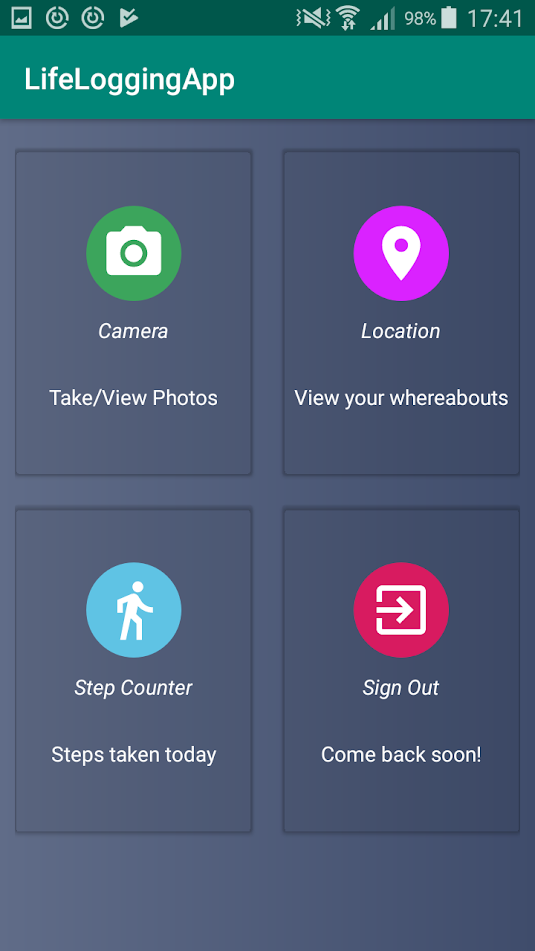 98% 17:41
LifeLoggingApp
Camera
Location
Take/View Photos
View your whereabouts
Step Counter
Sign Out
Steps taken today
Come back soon!